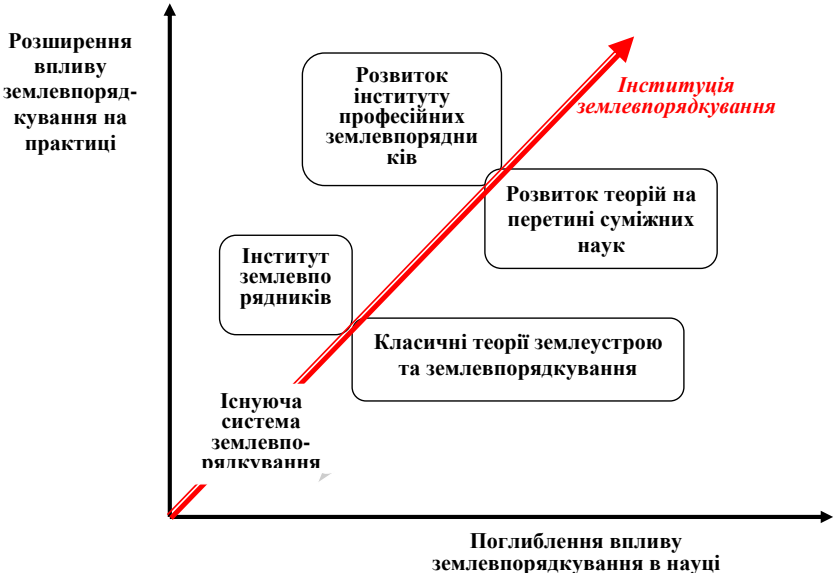 Розширення
впливу
землевпоряд-
кування на
практиці
Розвиток
інституту
професійних
землевпорядни
ків
Інституція
землевпорядкування
Розвиток теорій на
перетині суміжних
наук
Інститут
землевпо
рядників
Класичні теорії землеустрою
та землевпорядкування
Існуюча
система
землевпо-
рядкування
Поглиблення впливу
землевпорядкування в науці